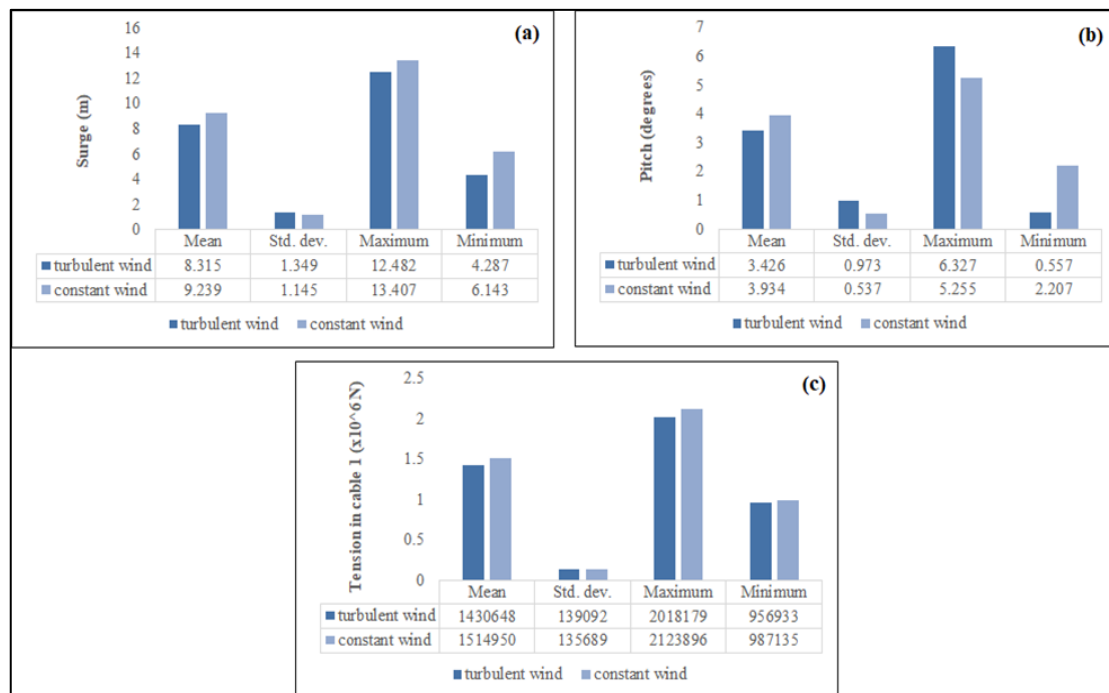 (a)
Surge (m)
16
14
12
10
8
6
4
2
0
Mean Std. dev. Maximum Minimum
turbulent wind 8.315 1.349 12.482 4.287
constant wind 9.239 1.145 13.407 6.143
turbulent wind constant wind
(b)
Pitch (degrees)
7
6
5
4
3
2
1
0
Mean Std. dev. Maximum Minimum
turbulent wind 3.426 0.973 6.327 0.557
constant wind 3.934 0.537 5.255 2.207
turbulent wind constant wind
(c)
Tension in cable 1 (x10^6 N)
2.5
2
1.5
1
0.5
0
Mean Std. dev. Maximum Minimum
turbulent wind 1430648 139092 2018179 956933
constant wind 1514950 135689 2123896 987135
turbulent wind constant wind